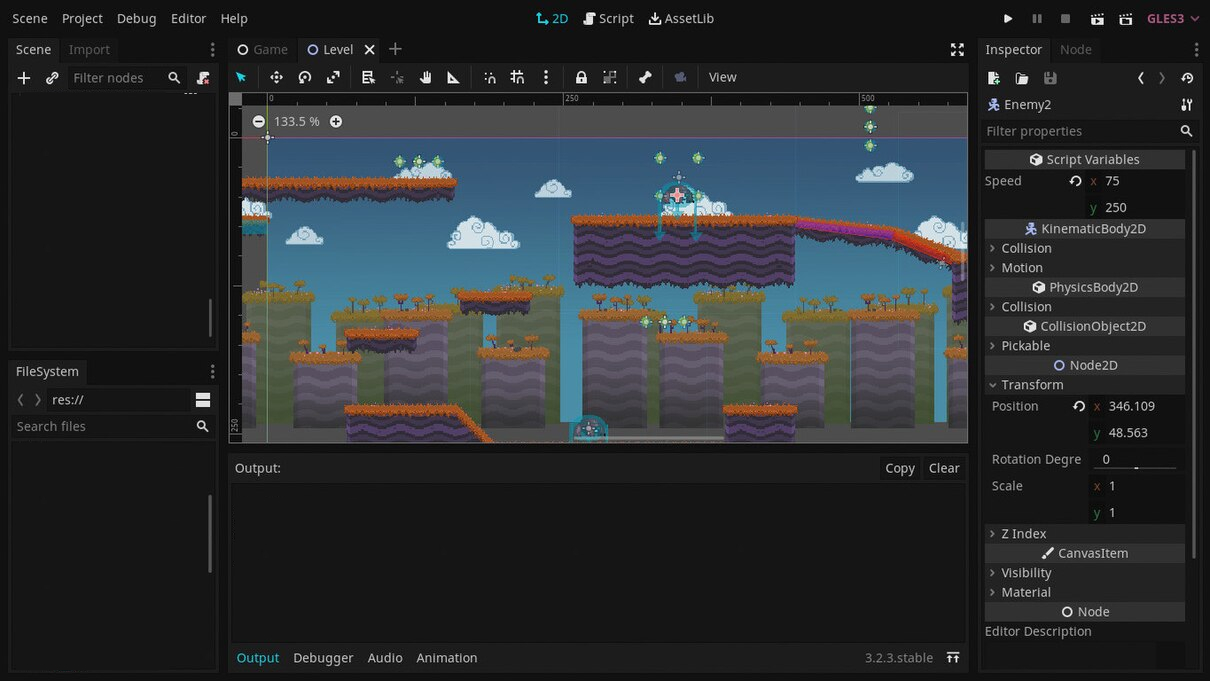 Scene Project Debug Editor Help 2D Script AssetLib GLES3
Scene Import
Game Level
Inspector Node
Filter nodes
View
133.5 %
0 250 500
0
250
Enemy2
Filter properties
Script Variables
Speed x 75
y 250
KinematicBody2D
Collision
Motion
PhysicsBody2D
Collision
CollisionObject2D
Pickable
Node2D
Transform
Position x 346.109
y 48.563
Rotation Degre 0
Scale x 1
y 1
Z Index
CanvasItem
Visibility
Material
Node
Editor Description
FileSystem
res://
Search files
Output: Copy Clear
Output Debugger Audio Animation 3.2.3.stable